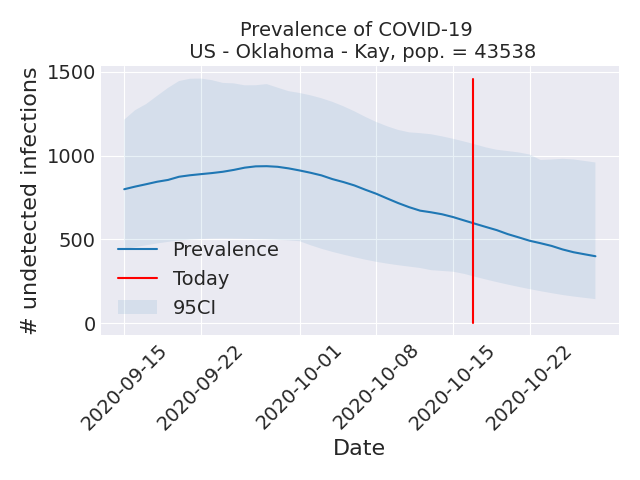 Prevalence of COVID-19
US - Oklahoma - Kay, pop. = 43538
# undetected infections
1500
1000
500
0
Prevalence
Today
95CI
2020-09-15
2020-09-22
2020-10-01
2020-10-08
2020-10-15
2020-10-22
Date